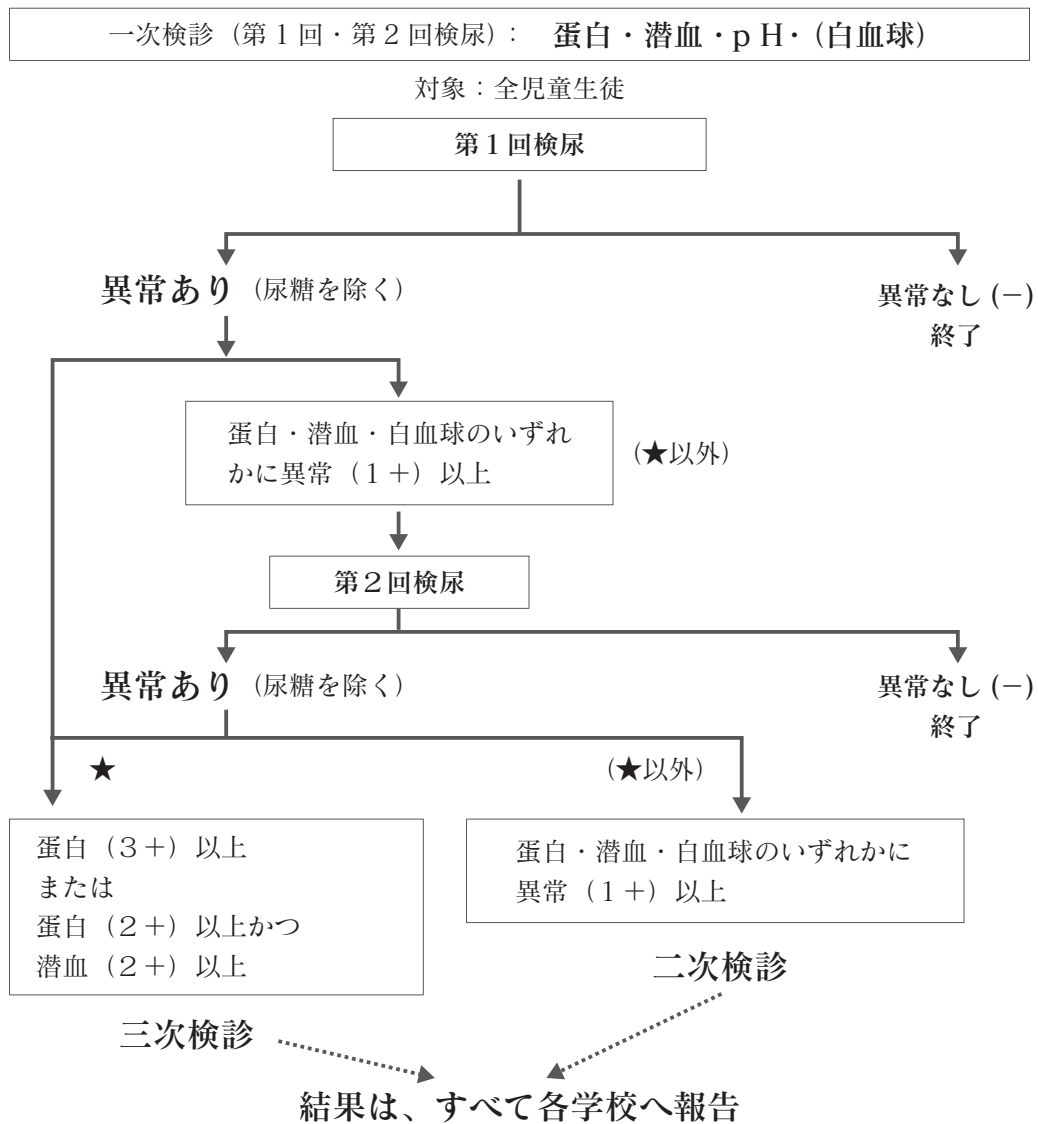 一次検診（第１回・第２回検尿）： 蛋白・潜血・ｐＨ・（白血球）
対象：全児童生徒
第１回検尿
異常あり（尿糖を除く）
異常なし(－)
終了
蛋白・潜血・白血球のいずれ
かに異常（１＋）以上
（★以外）
第２回検尿
異常あり（尿糖を除く）
異常なし(－)
終了
★
（★以外）
蛋白（３＋）以上
または
蛋白（２＋）以上かつ
潜血（２＋）以上
蛋白・潜血・白血球のいずれかに
異常（１＋）以上
二次検診
三次検診
結果は、すべて各学校へ報告